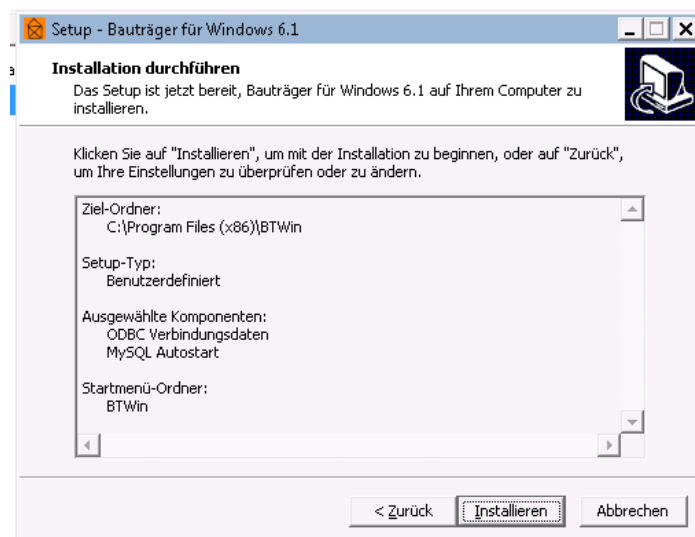 Setup - Bauträger für Windows 6.1
Installation durchführen
Das Setup ist jetzt bereit, Bauträger für Windows 6.1 auf Ihrem Computer zu
installieren.
Klicken Sie auf "Installieren", um mit der Installation zu beginnen, oder auf "Zurück",
um Ihre Einstellungen zu überprüfen oder zu ändern.
Ziel-Ordner:
C:\Program Files (x86)\BTWin
Setup-Typ:
Benutzerdefiniert
Ausgewählte Komponenten:
ODBC Verbindungsdaten
MySQL Autostart
Startmenü-Ordner:
BTWin
< Zurück
Installieren
Abbrechen